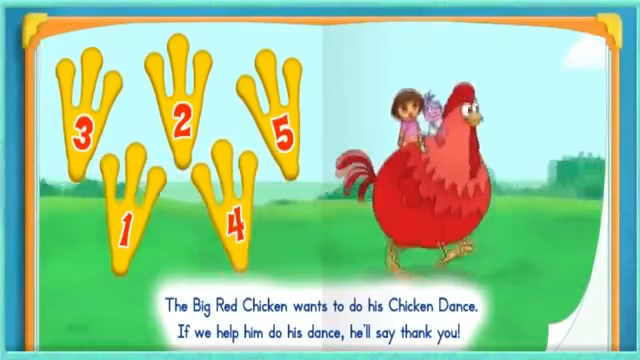 3
2
5
1
4
The Big Red Chicken wants to do his Chicken Dance.
If we help him do his dance, he'll say thank you!